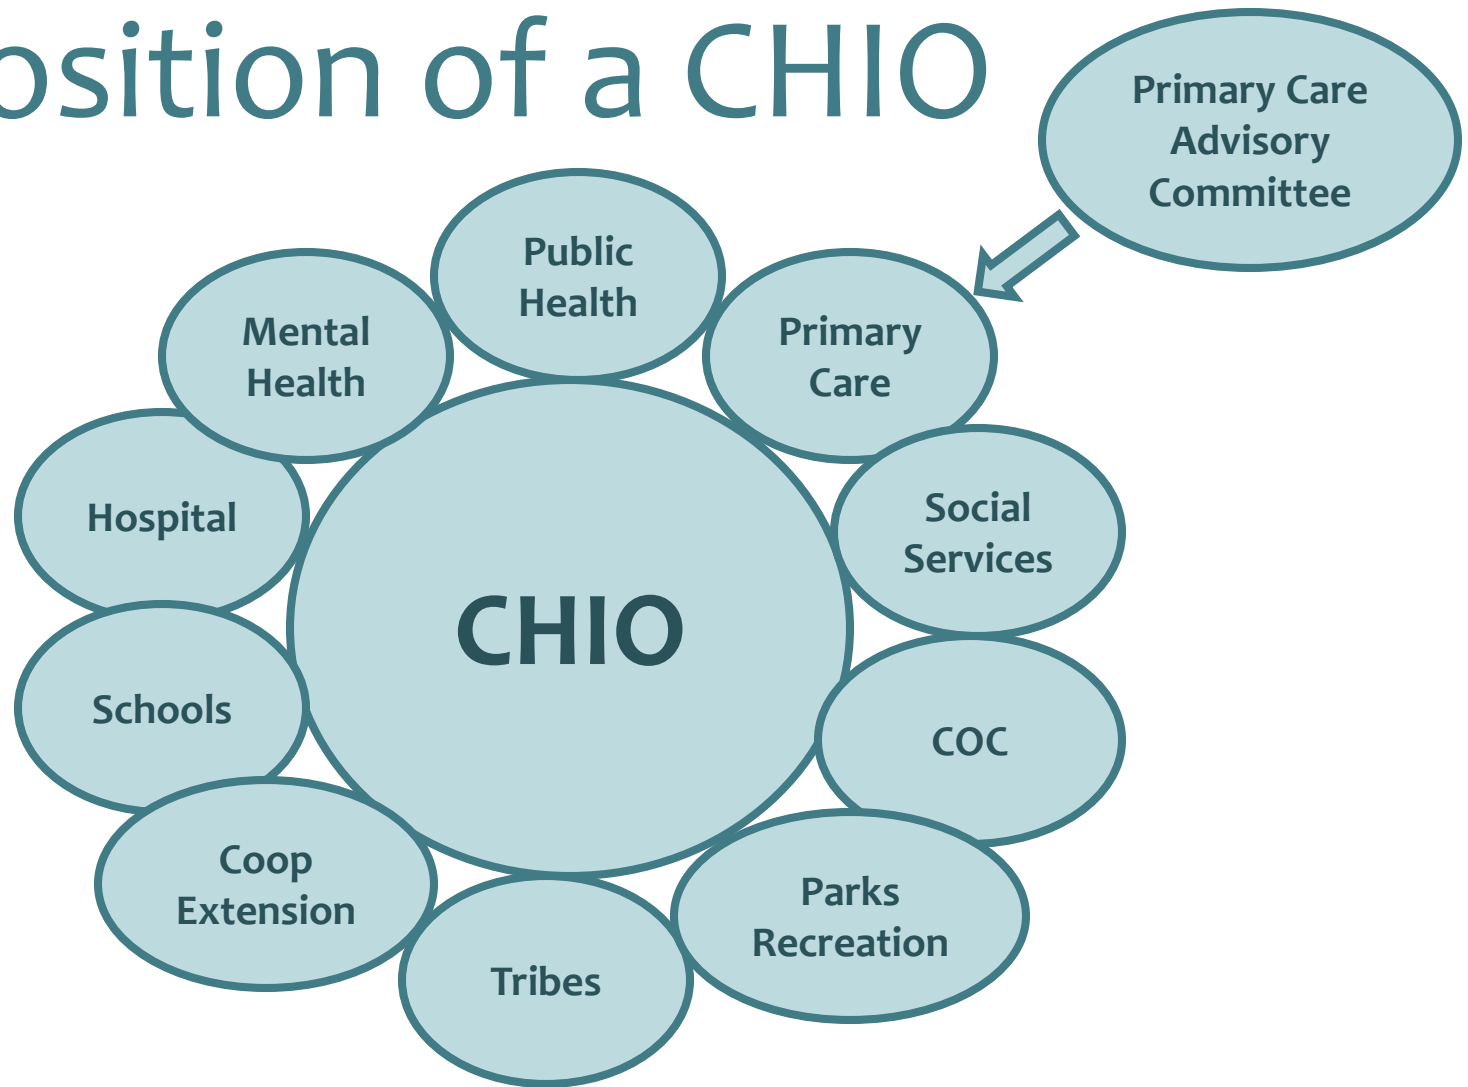 osition of a CHIO
Primary Care
Advisory
Committee
Public
Health
Mental
Health
Primary
Care
Hospital
Social
Services
CHIO
Schools
COC
Coop
Extension
Parks
Recreation
Tribes